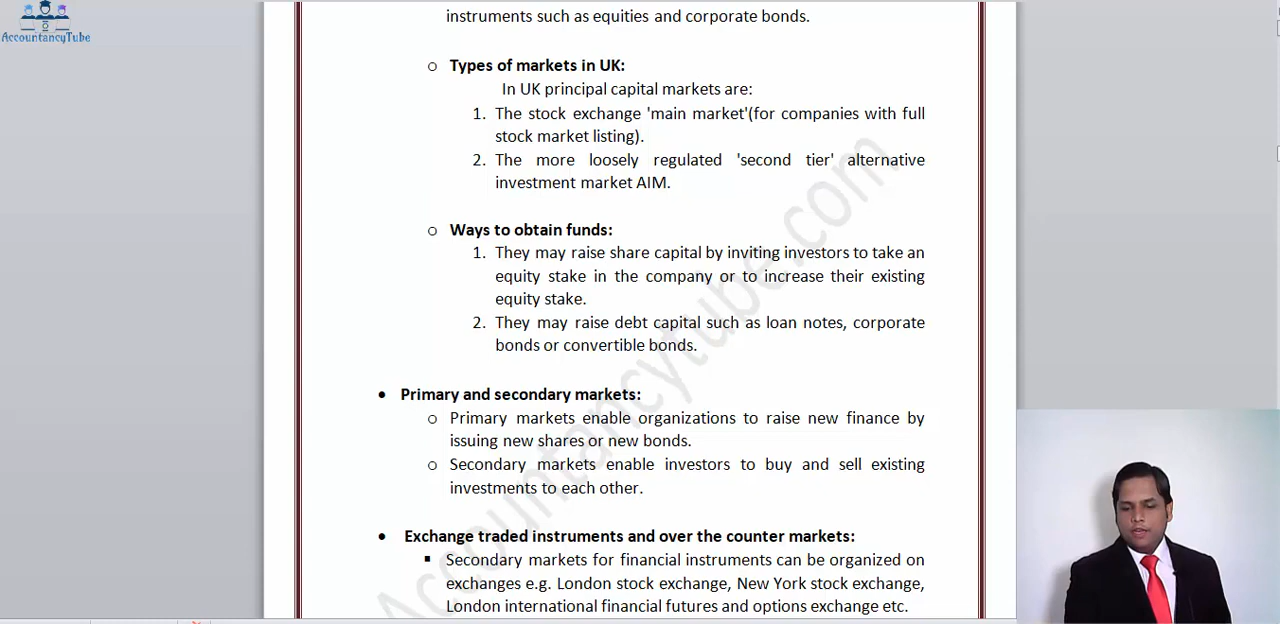 AccountancyTube
instruments such as equities and corporate bonds.
o Types of markets in UK:
In UK principal capital markets are:
1. The stock exchange 'main market'(for companies with full
stock market listing).
2. The more loosely regulated 'second tier' alternative
investment market AIM.
o Ways to obtain funds:
1. They may raise share capital by inviting investors to take an
equity stake in the company or to increase their existing
equity stake.
2. They may raise debt capital such as loan notes, corporate
bonds or convertible bonds.
• Primary and secondary markets:
o Primary markets enable organizations to raise new finance by
issuing new shares or new bonds.
o Secondary markets enable investors to buy and sell existing
investments to each other.
• Exchange traded instruments and over the counter markets:
▪ Secondary markets for financial instruments can be organized on
exchanges e.g. London stock exchange, New York stock exchange,
London international financial futures and options exchange etc.
Accountancytube.com